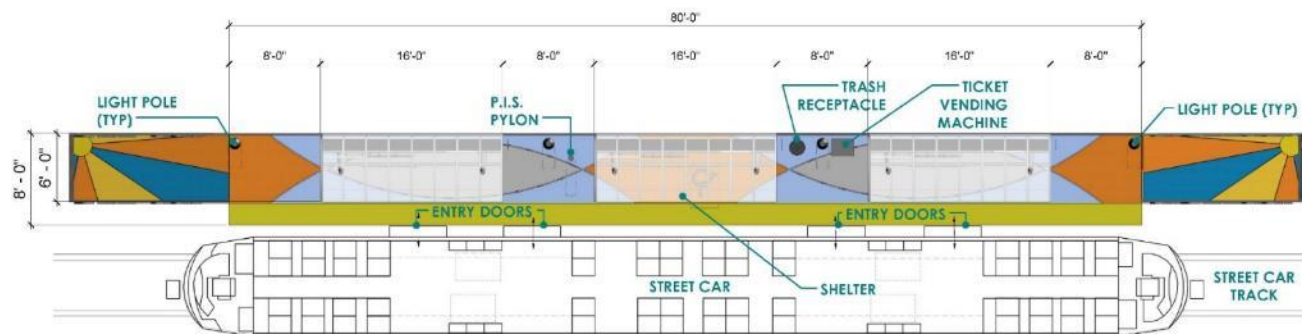 80'-0"
8'-0"
16'-0"
8'-0"
16'-0"
8'-0"
16'-0"
8'-0"
LIGHT POLE
(TYP)
P.I.S.
PYLON
TRASH
RECEPTACLE
TICKET
VENDING
MACHINE
LIGHT POLE (TYP)
8' - 0"
6' - 0"
ENTRY DOORS
ENTRY DOORS
STREET CAR
SHELTER
STREET CAR
TRACK